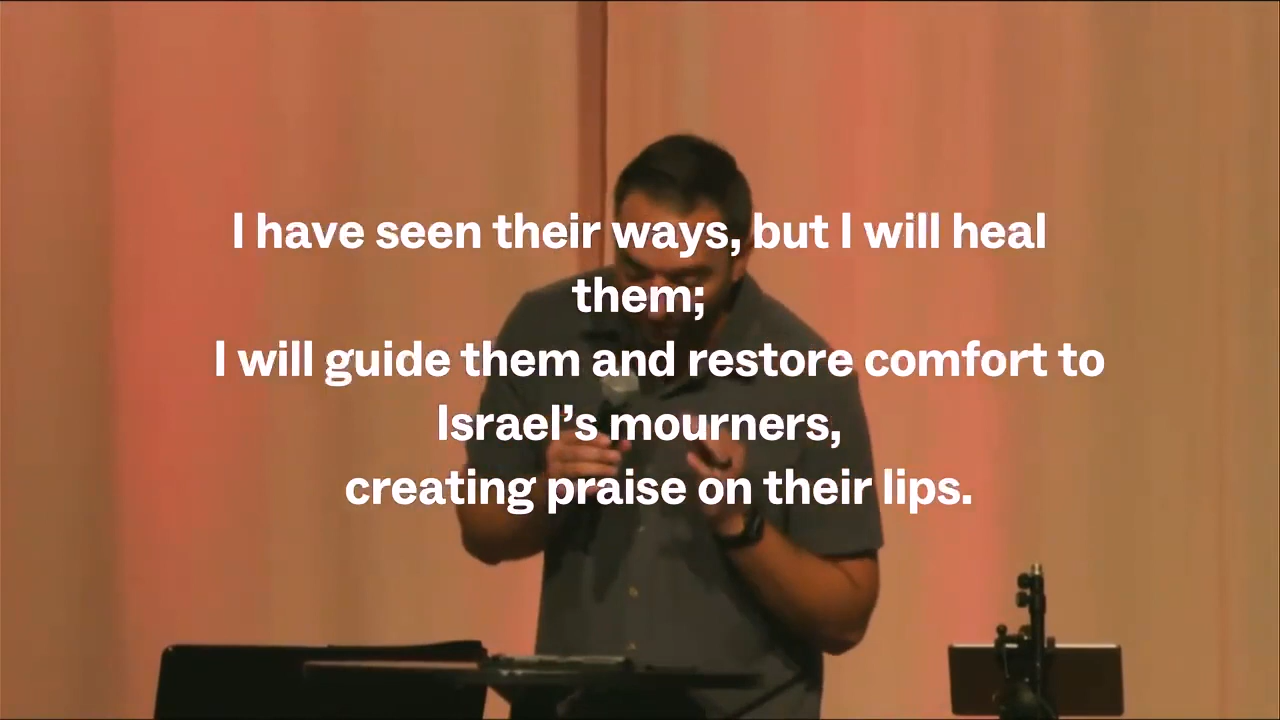 I have seen their ways, but I will heal
them;
I will guide them and restore comfort to
Israel’s mourners,
creating praise on their lips.